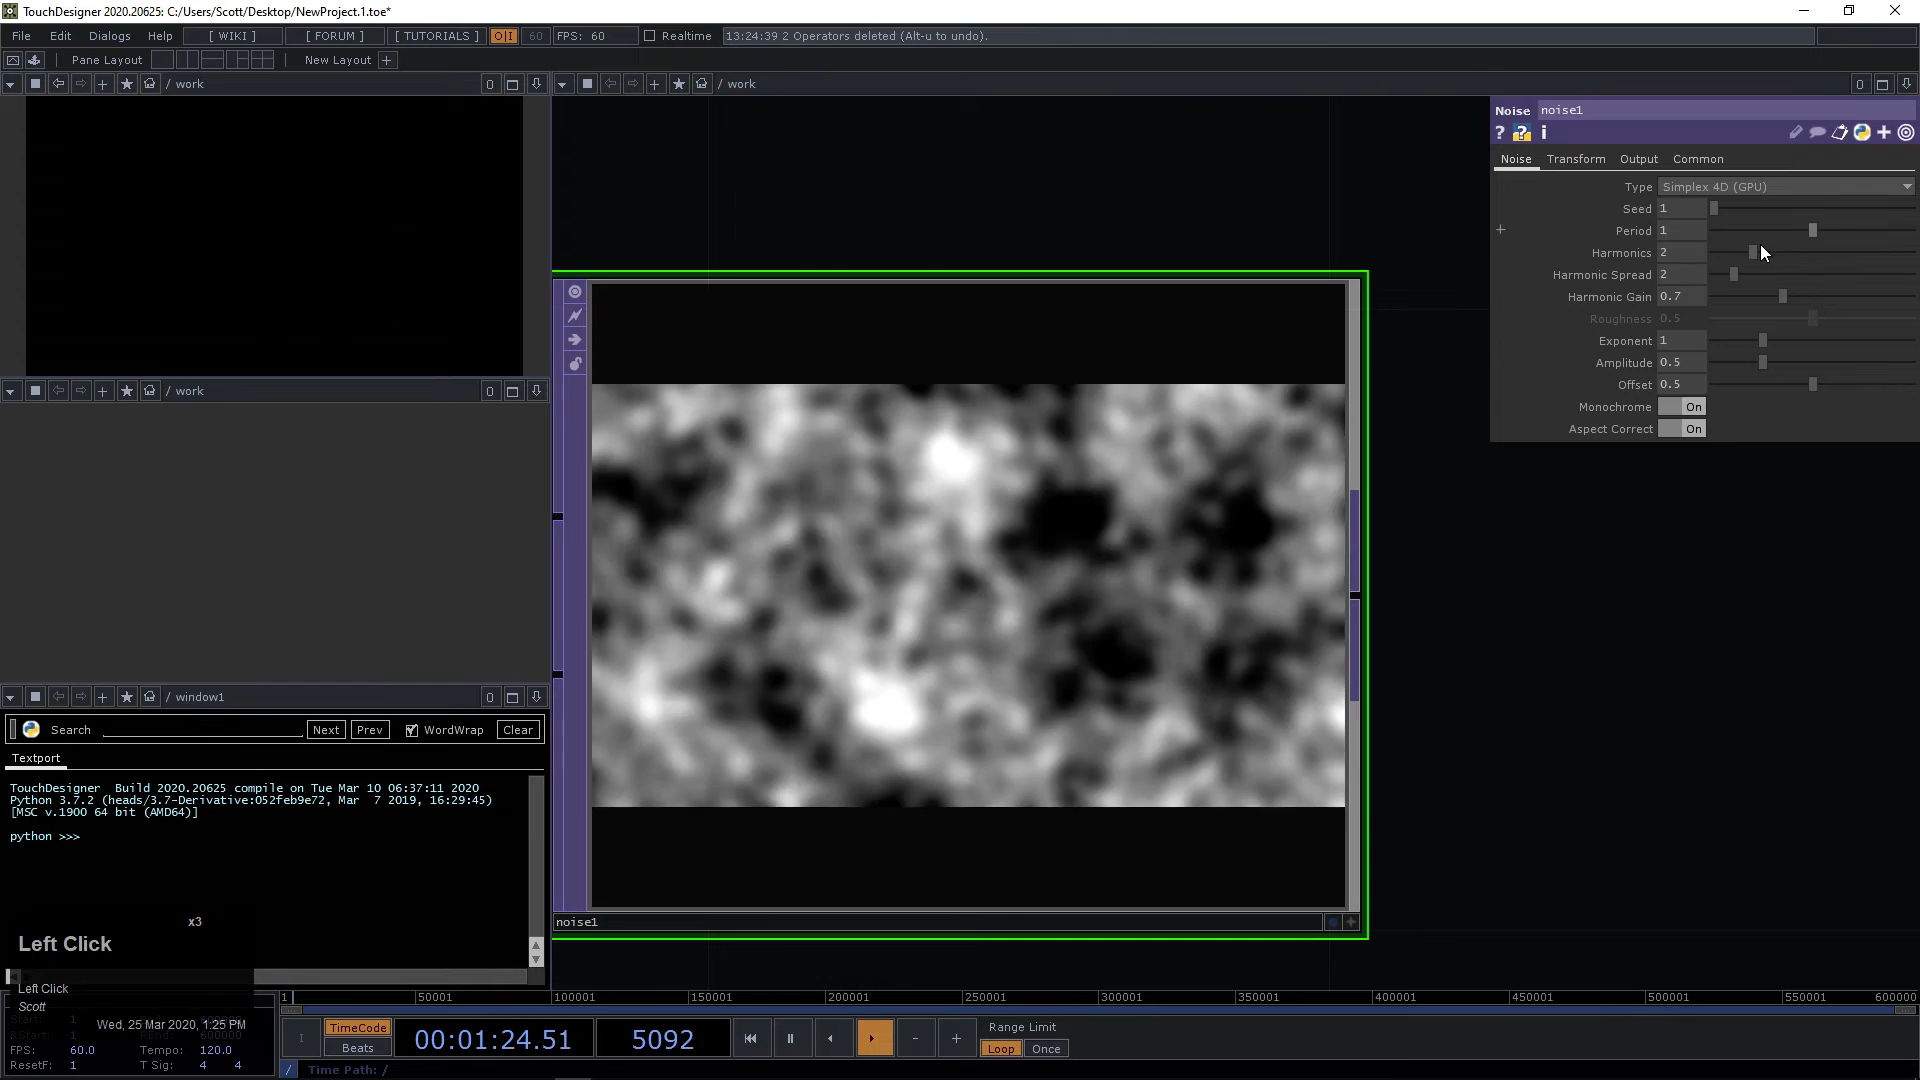 TouchDesigner 2020.20625: C:/Users/Scott/Desktop/NewProject.1.toe*
File Edit Dialogs Help [ WIKI ] [ FORUM ] [ TUTORIALS ] O|I 60 FPS: 60 Realtime 13:24:39 2 Operators deleted (Alt-u to undo).
Pane Layout New Layout +
/ work 0
/ work 0
Noise noise1
? ? i
Noise Transform Output Common
Type Simplex 4D (GPU)
Seed 1
+ Period 1
Harmonics 2
Harmonic Spread 2
Harmonic Gain 0.7
Roughness 0.5
Exponent 1
Amplitude 0.5
Offset 0.5
Monochrome On
Aspect Correct On
/ work 0
/ window1 0
Search Next Prev WordWrap Clear
Textport
TouchDesigner  Build 2020.20625 compile on Tue Mar 10 06:37:11 2020
Python 3.7.2 (heads/3.7-Derivative:052feb9e72, Mar  7 2019, 16:29:45)
[MSC v.1900 64 bit (AMD64)]
python >>>
noise1
x3
Left Click
Left Click
Scott
Wed, 25 Mar 2020, 1:25 PM
FPS: 60.0 Tempo: 120.0
ResetF: 1 T Sig: 4 4
1 50001 100001 150001 200001 250001 300001 350001 400001 450001 500001 550001 600000
I TimeCode Beats 00:01:24.51 5092 - + Range Limit
Loop Once
/ Time Path: /